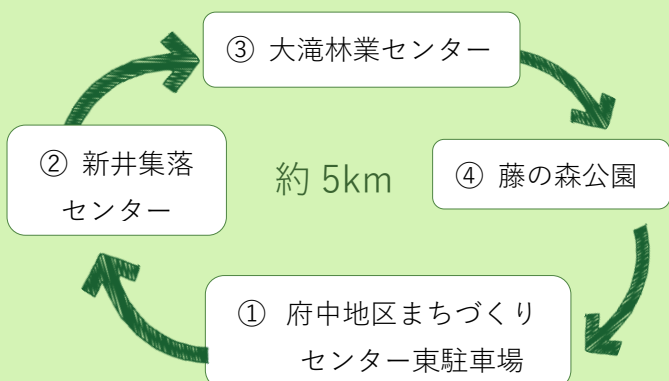 ③ 大滝林業センター
② 新井集落
センター
約 5km
④ 藤の森公園
① 府中地区まちづくり
センター東駐車場